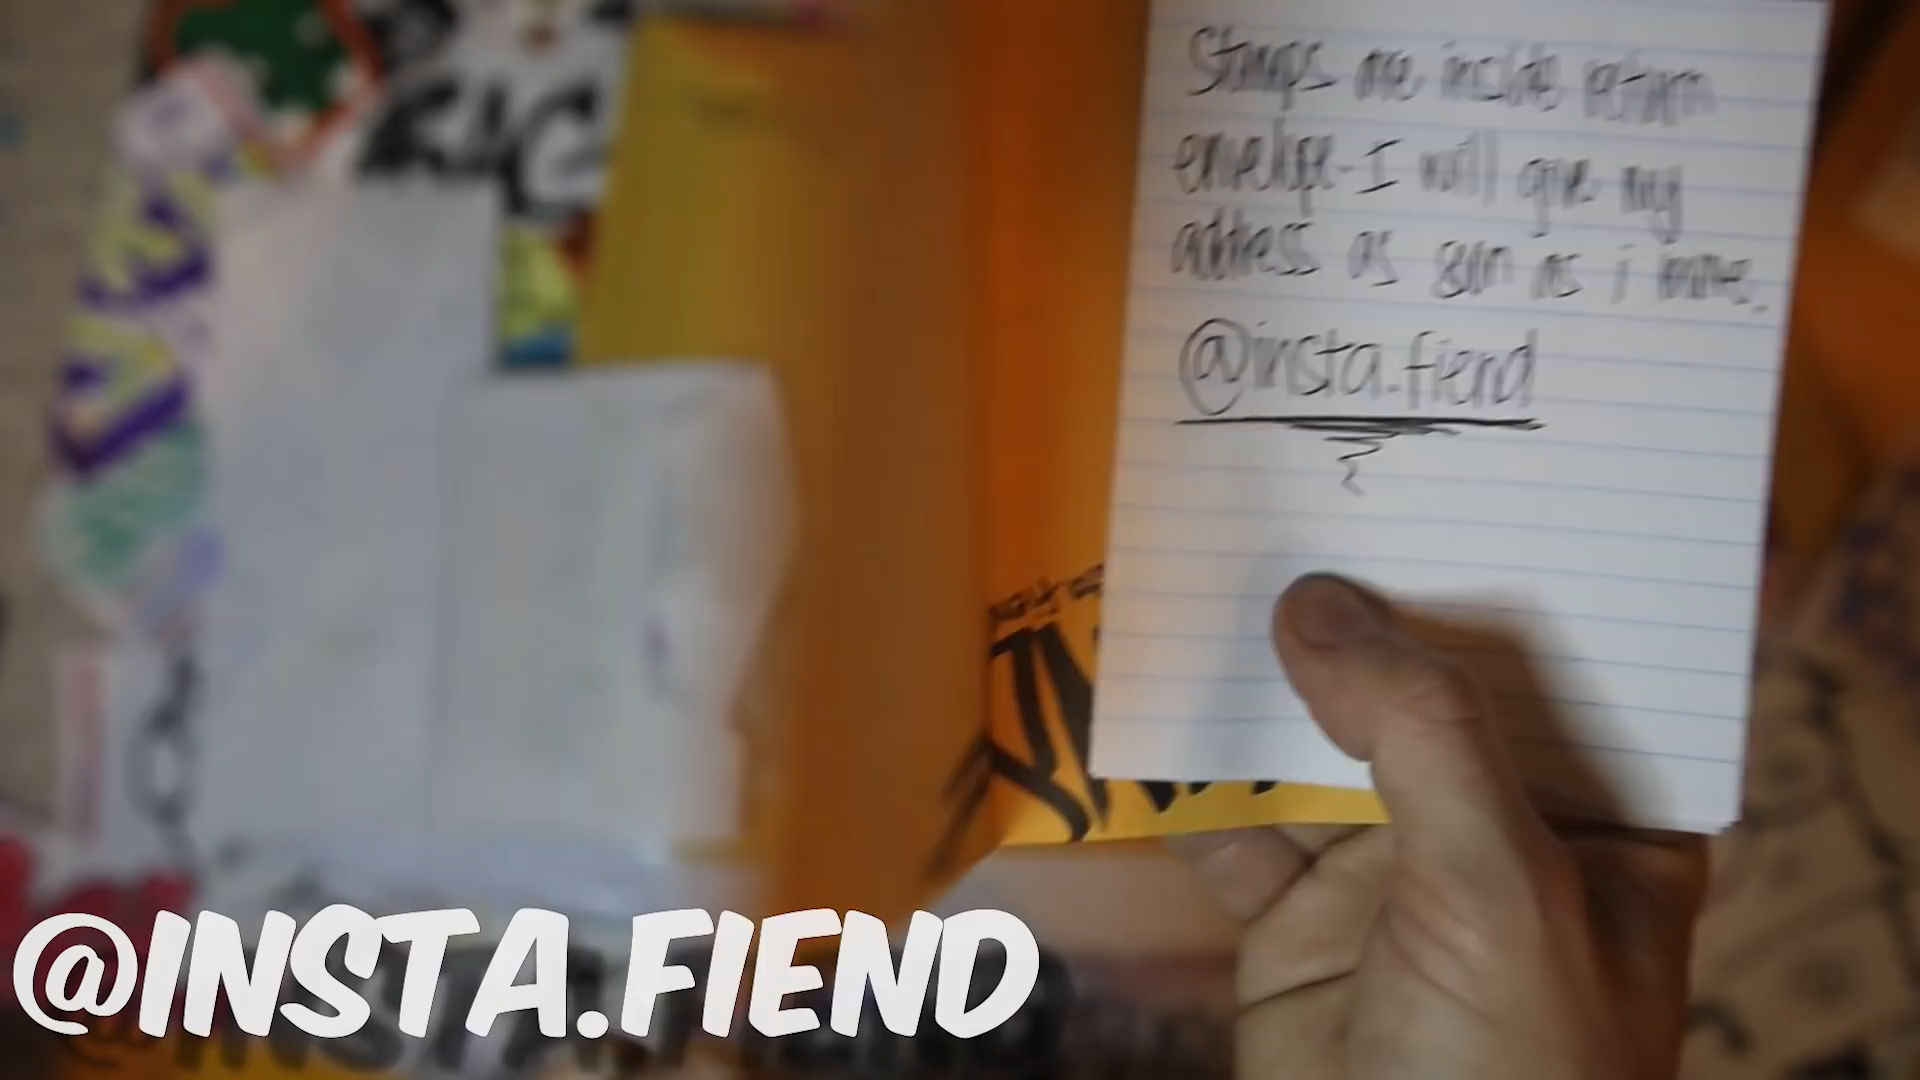 Stamps are inside return
envelope - I will give my
address as soon as i move.
@insta.fiend
@INSTA.FIEND